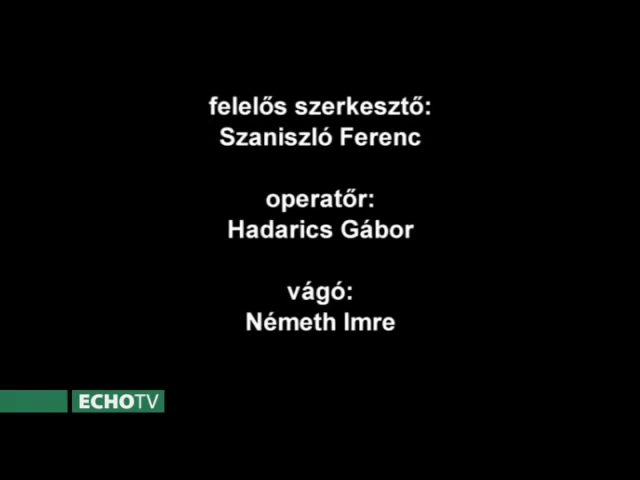 felelős szerkesztő:
Szaniszló Ferenc
operatőr:
Hadarics Gábor
vágó:
Németh Imre
ECHOTV